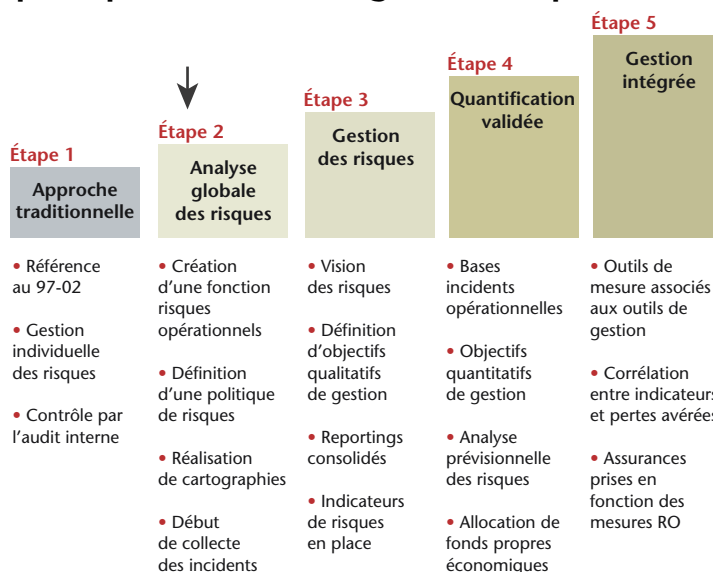 Étape 1
Approche
traditionnelle
• Référence
au 97-02
• Gestion
individuelle
des risques
• Contrôle par
l'audit interne
Étape 2
Analyse
globale
des risques
• Création
d'une fonction
risques
opérationnels
• Définition
d'une politique
de risques
• Réalisation
de cartographies
• Début
de collecte
des incidents
Étape 3
Gestion
des risques
• Vision
des risques
• Définition
d'objectifs
qualitatifs
de gestion
• Reportings
consolidés
• Indicateurs
de risques
en place
Étape 4
Quantification
validée
• Bases
incidents
opérationnelles
• Objectifs
quantitatifs
de gestion
• Analyse
prévisionnelle
des risques
• Allocation de
fonds propres
économiques
Étape 5
Gestion
intégrée
• Outils de
mesure associés
aux outils de
gestion
• Corrélation
entre indicateurs
et pertes avérées
• Assurances
prises en
fonction des
mesures RO